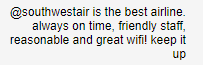 @southwestair is the best airline.
always on time, friendly staff,
reasonable and great wifi! keep it
up